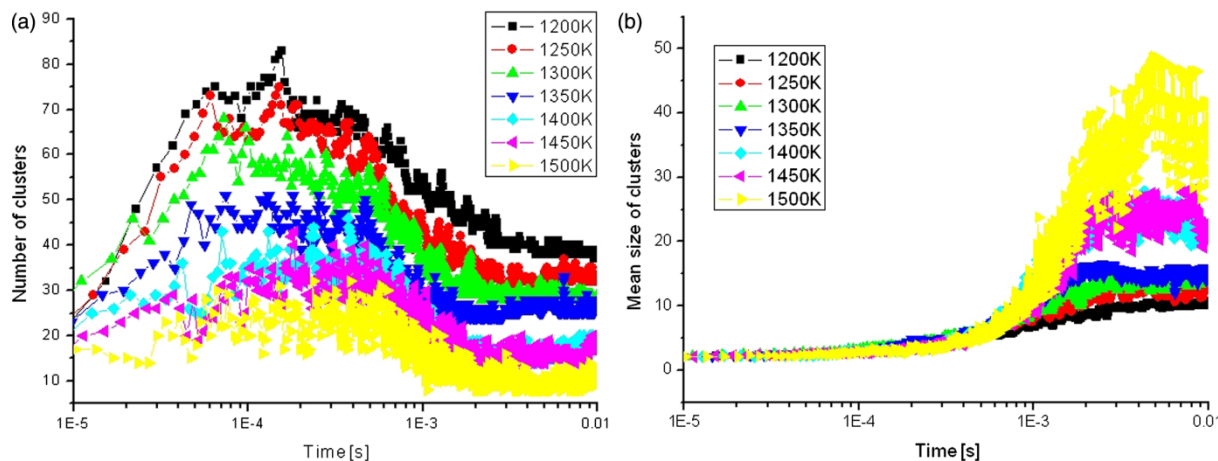 (a)
90
80
70
60
50
40
30
20
10
Number of clusters
1E-5
1E-4
1E-3
0.01
Time [s]
1200K
1250K
1300K
1350K
1400K
1450K
1500K
(b)
50
40
30
20
10
0
Mean size of clusters
1E-5
1E-4
1E-3
0.01
Time[s]
1200K
1250K
1300K
1350K
1400K
1450K
1500K